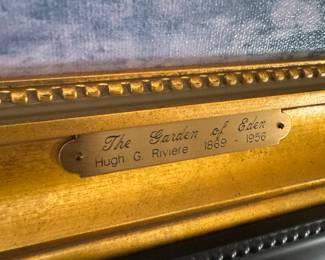 The Garden of Eden
Hugh G. Riviere 1869 - 1956